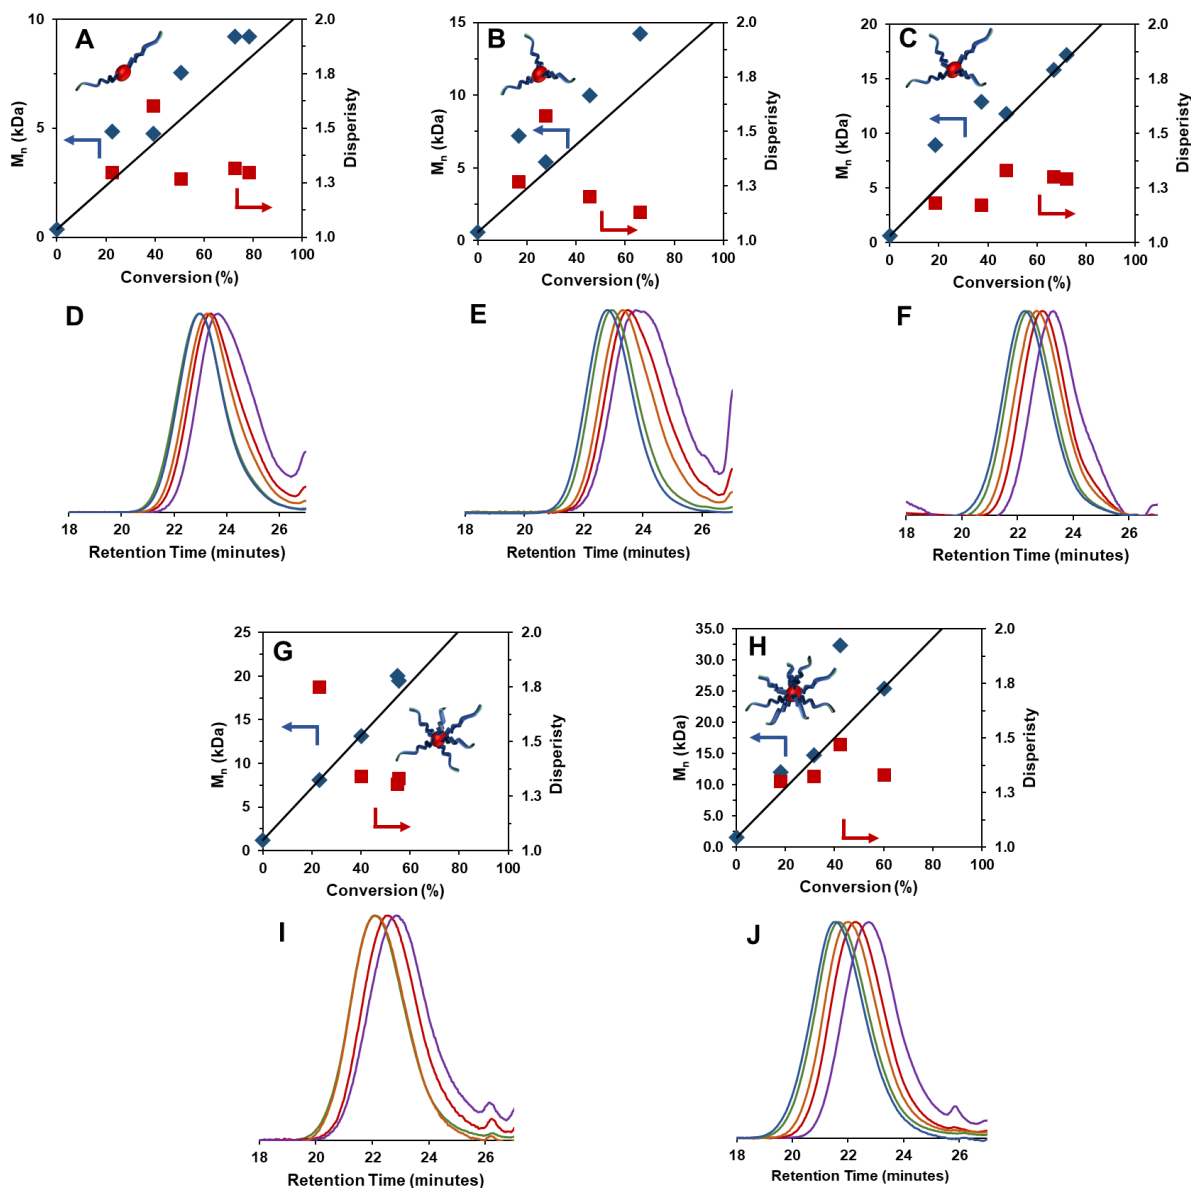 A
Mn (kDa)
10
5
0
2.0
1.8
1.5
1.3
1.0
Disperisty
0 20 40 60 80 100
Conversion (%)
B
Mn (kDa)
15
10
5
0
2.0
1.8
1.5
1.3
1.0
Disperisty
0 20 40 60 80 100
Conversion (%)
C
Mn (kDa)
20
15
10
5
0
2.0
1.8
1.5
1.3
1.0
Disperisty
0 20 40 60 80 100
Conversion (%)
D
18 20 22 24 26
Retention Time (minutes)
E
18 20 22 24 26
Retention Time (minutes)
F
18 20 22 24 26
Retention Time (minutes)
G
Mn (kDa)
25
20
15
10
5
0
2.0
1.8
1.5
1.3
1.0
Disperisty
0 20 40 60 80 100
Conversion (%)
H
Mn (kDa)
35.0
30.0
25.0
20.0
15.0
10.0
5.0
0.0
2.0
1.8
1.5
1.3
1.0
Disperisty
0 20 40 60 80 100
Conversion (%)
I
18 20 22 24 26
Retention Time (minutes)
J
18 20 22 24 26
Retention Time (minutes)